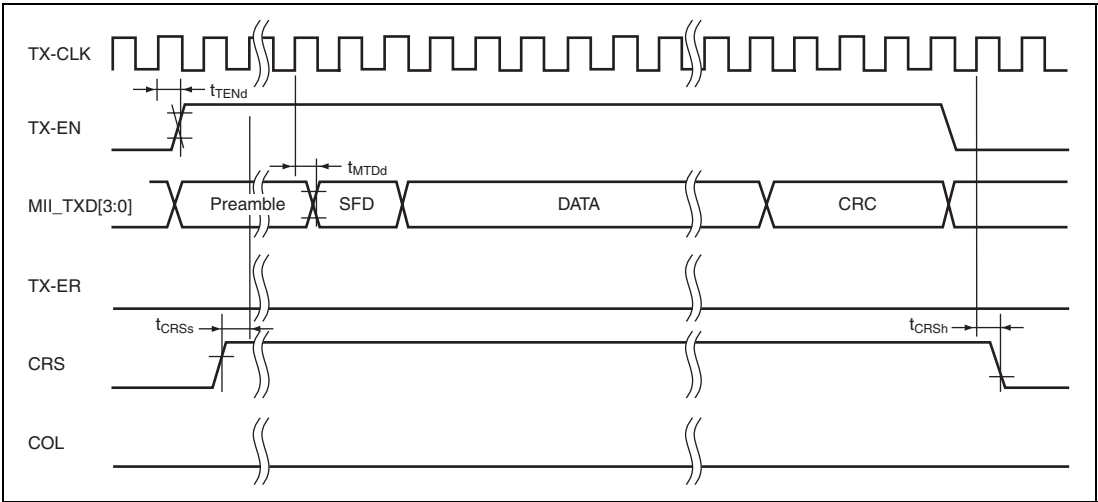 TX-CLK
tTENd
TX-EN
tMTDd
MII_TXD[3:0] Preamble SFD DATA CRC
TX-ER
tCRSs tCRSh
CRS
COL